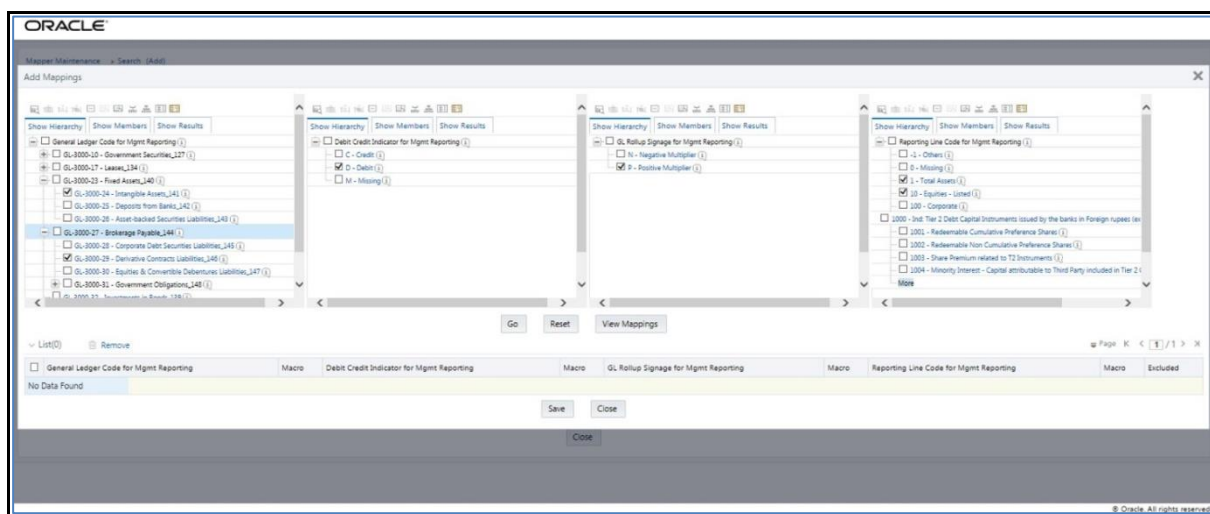 ORACLE
Mapper Maintenance » Search (Add)
Add Mappings
Show Hierarchy Show Members Show Results
General Ledger Code for Mgmt Reporting
GL-3000-10 - Government Securities_127
GL-3000-17 - Leases_134
GL-3000-23 - Fixed Assets_140
GL-3000-24 - Intangible Assets_141
GL-3000-25 - Deposits from Banks_142
GL-3000-26 - Asset-backed Securities Liabilities_143
GL-3000-27 - Brokerage Payable_144
GL-3000-28 - Corporate Debt Securities Liabilities_145
GL-3000-29 - Derivative Contracts Liabilities_146
GL-3000-30 - Equities & Convertible Debentures Liabilities_147
GL-3000-31 - Government Obligations_148
GL-3000-32 - Investments in Bonds_139
Show Hierarchy Show Members Show Results
Debit Credit Indicator for Mgmt Reporting
C - Credit
D - Debit
M - Missing
Show Hierarchy Show Members Show Results
GL Rollup Signage for Mgmt Reporting
N - Negative Multiplier
P - Positive Multiplier
Show Hierarchy Show Members Show Results
Reporting Line Code for Mgmt Reporting
-1 - Others
0 - Missing
1 - Total Assets
10 - Equities - Listed
100 - Corporate
1000 - Ind: Tier 2 Debt Capital Instruments issued by the banks in Foreign rupees (ex
1001 - Redeemable Cumulative Preference Shares
1002 - Redeemable Non Cumulative Preference Shares
1003 - Share Premium related to T2 Instruments
1004 - Minority Interest - Capital attributable to Third Party included in Tier 2
More
Go Reset View Mappings
List(0) Remove Page 1 / 1
General Ledger Code for Mgmt Reporting Macro Debit Credit Indicator for Mgmt Reporting Macro GL Rollup Signage for Mgmt Reporting Macro Reporting Line Code for Mgmt Reporting Macro Excluded
No Data Found
Save Close
Close
© Oracle. All rights reserved